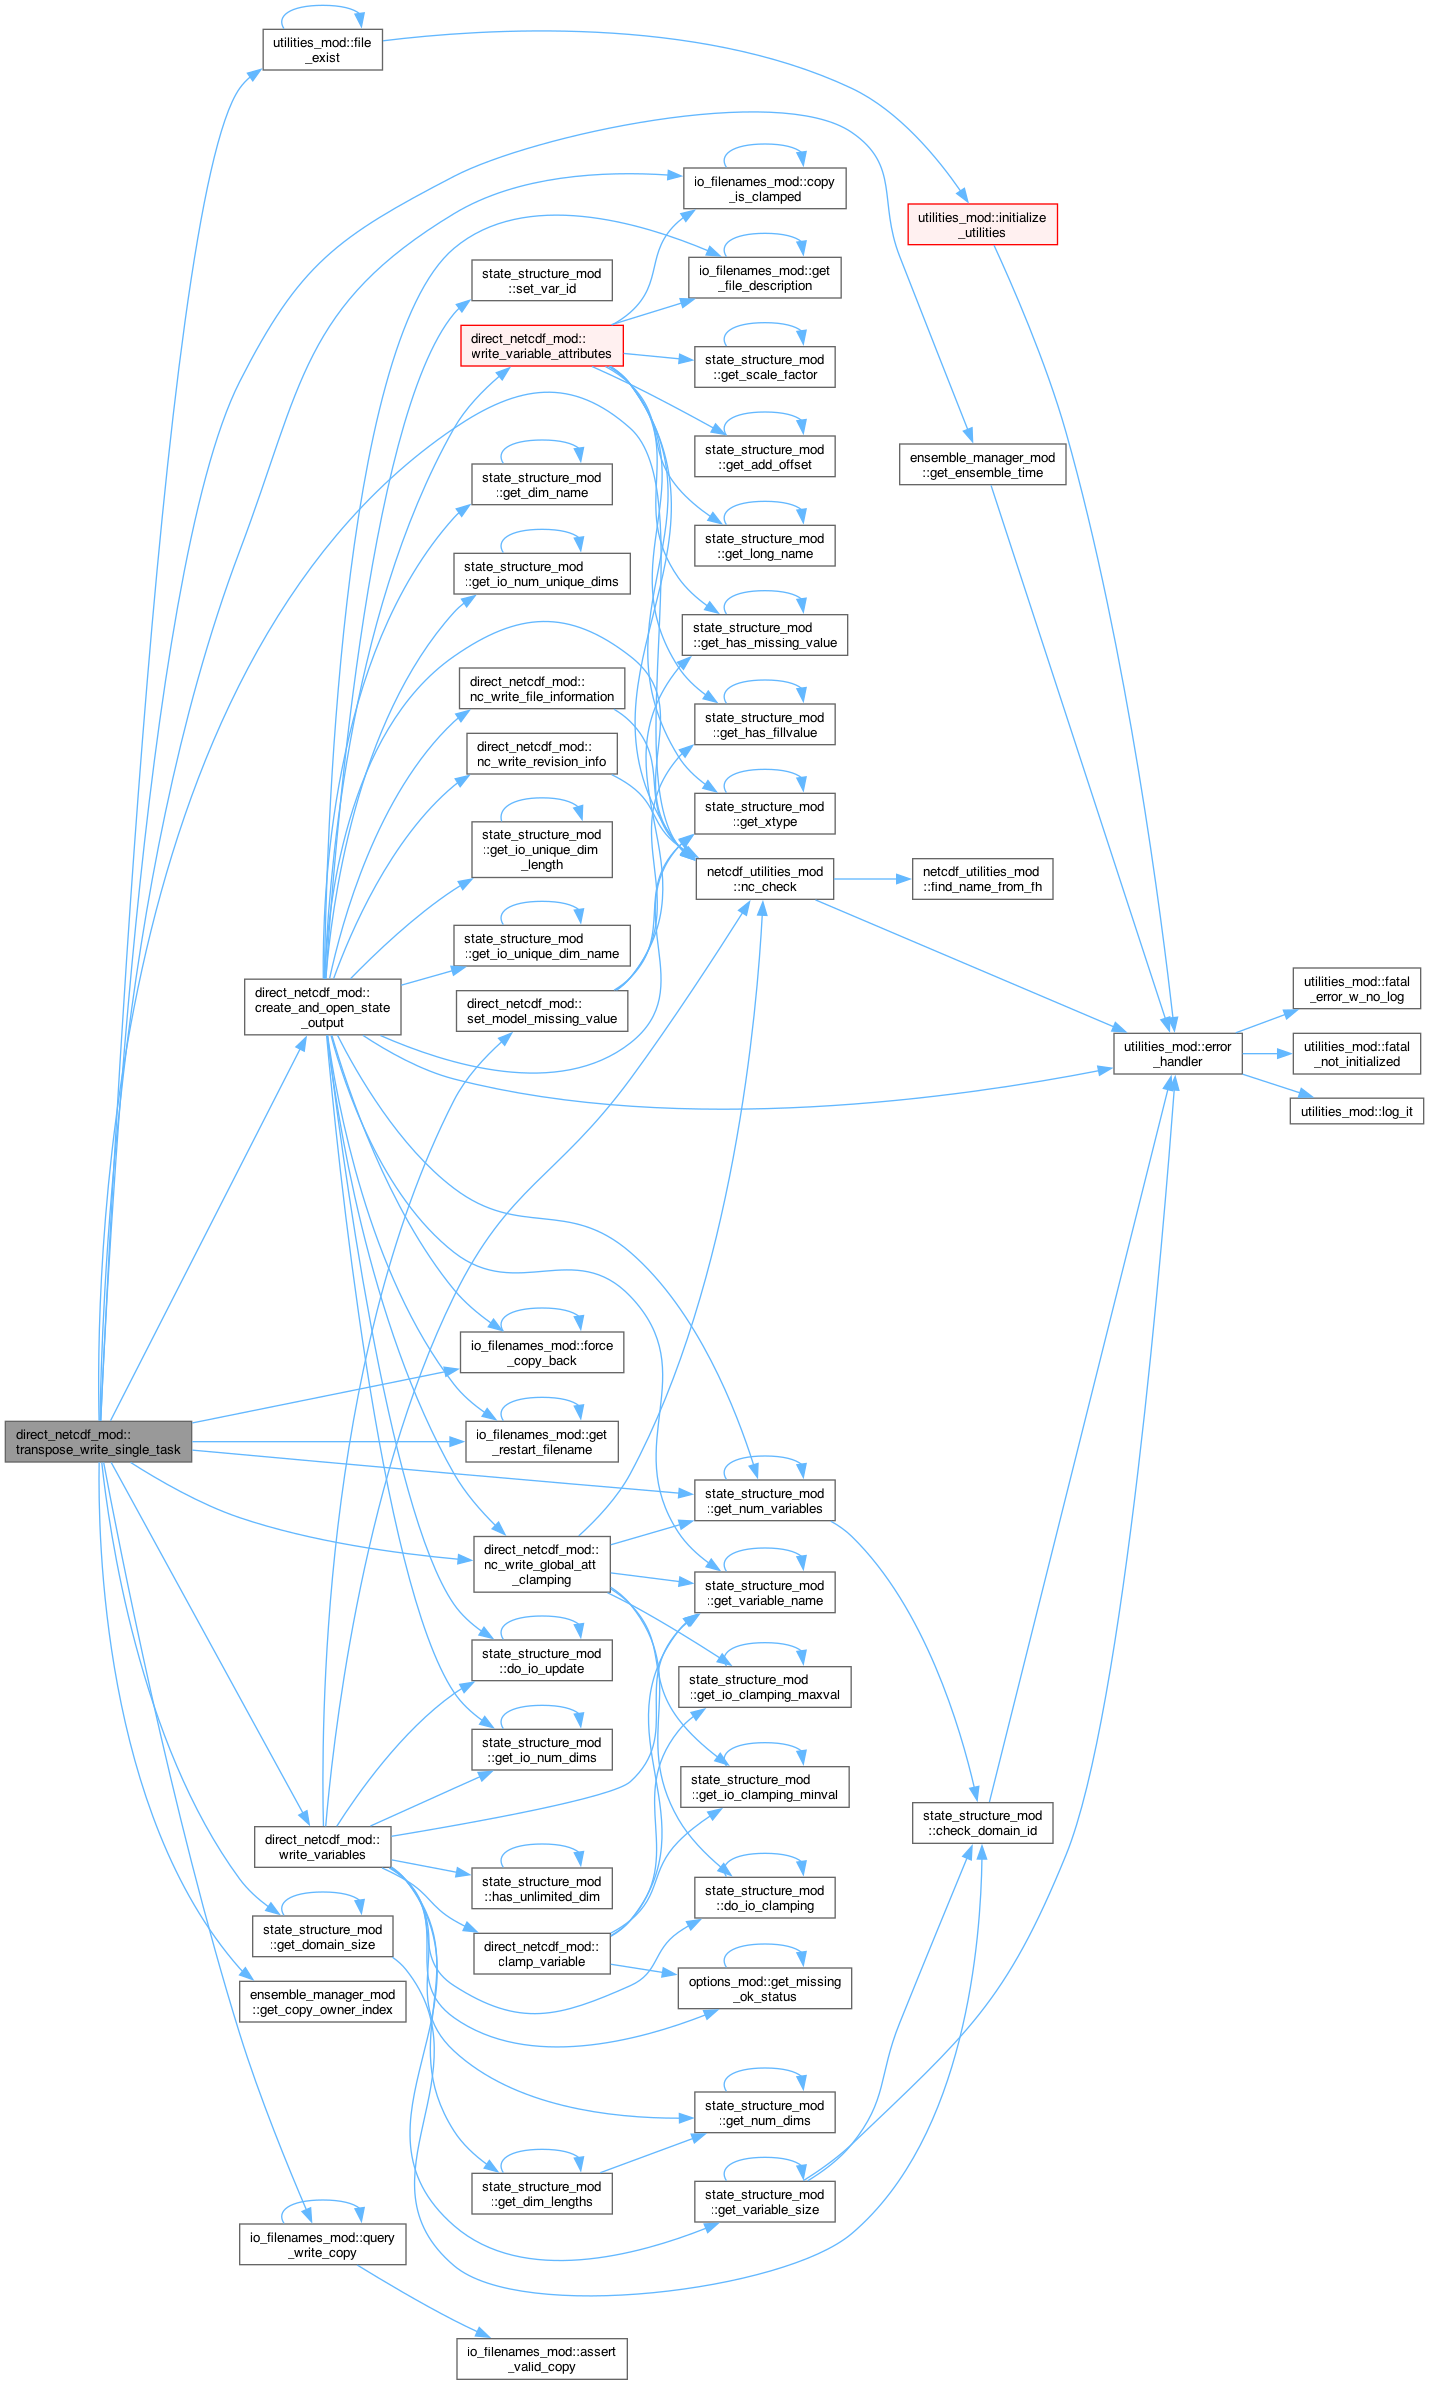 utilities_mod::file
_exist
io_filenames_mod::copy
_is_clamped
utilities_mod::initialize
_utilities
io_filenames_mod::get
_file_description
state_structure_mod
::set_var_id
direct_netcdf_mod::
write_variable_attributes
state_structure_mod
::get_scale_factor
state_structure_mod
::get_add_offset
ensemble_manager_mod
::get_ensemble_time
state_structure_mod
::get_dim_name
state_structure_mod
::get_long_name
state_structure_mod
::get_io_num_unique_dims
state_structure_mod
::get_has_missing_value
direct_netcdf_mod::
nc_write_file_information
state_structure_mod
::get_has_fillvalue
direct_netcdf_mod::
nc_write_revision_info
state_structure_mod
::get_xtype
state_structure_mod
::get_io_unique_dim
_length
netcdf_utilities_mod
::nc_check
netcdf_utilities_mod
::find_name_from_fh
state_structure_mod
::get_io_unique_dim_name
direct_netcdf_mod::
create_and_open_state
_output
direct_netcdf_mod::
set_model_missing_value
utilities_mod::fatal
_error_w_no_log
utilities_mod::error
_handler
utilities_mod::fatal
_not_initialized
utilities_mod::log_it
io_filenames_mod::force
_copy_back
direct_netcdf_mod::
transpose_write_single_task
io_filenames_mod::get
_restart_filename
state_structure_mod
::get_num_variables
direct_netcdf_mod::
nc_write_global_att
_clamping
state_structure_mod
::get_variable_name
state_structure_mod
::do_io_update
state_structure_mod
::get_io_clamping_maxval
state_structure_mod
::get_io_num_dims
state_structure_mod
::get_io_clamping_minval
state_structure_mod
::check_domain_id
direct_netcdf_mod::
write_variables
state_structure_mod
::has_unlimited_dim
state_structure_mod
::do_io_clamping
state_structure_mod
::get_domain_size
direct_netcdf_mod::
clamp_variable
options_mod::get_missing
_ok_status
ensemble_manager_mod
::get_copy_owner_index
state_structure_mod
::get_num_dims
state_structure_mod
::get_dim_lengths
state_structure_mod
::get_variable_size
io_filenames_mod::query
_write_copy
io_filenames_mod::assert
_valid_copy